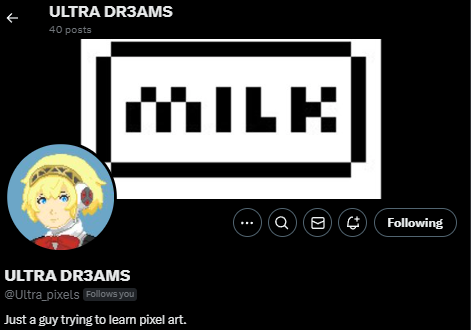 ULTRA DR3AMS
40 posts
MILK
Following
ULTRA DR3AMS
@Ultra_pixels Follows you
Just a guy trying to learn pixel art.